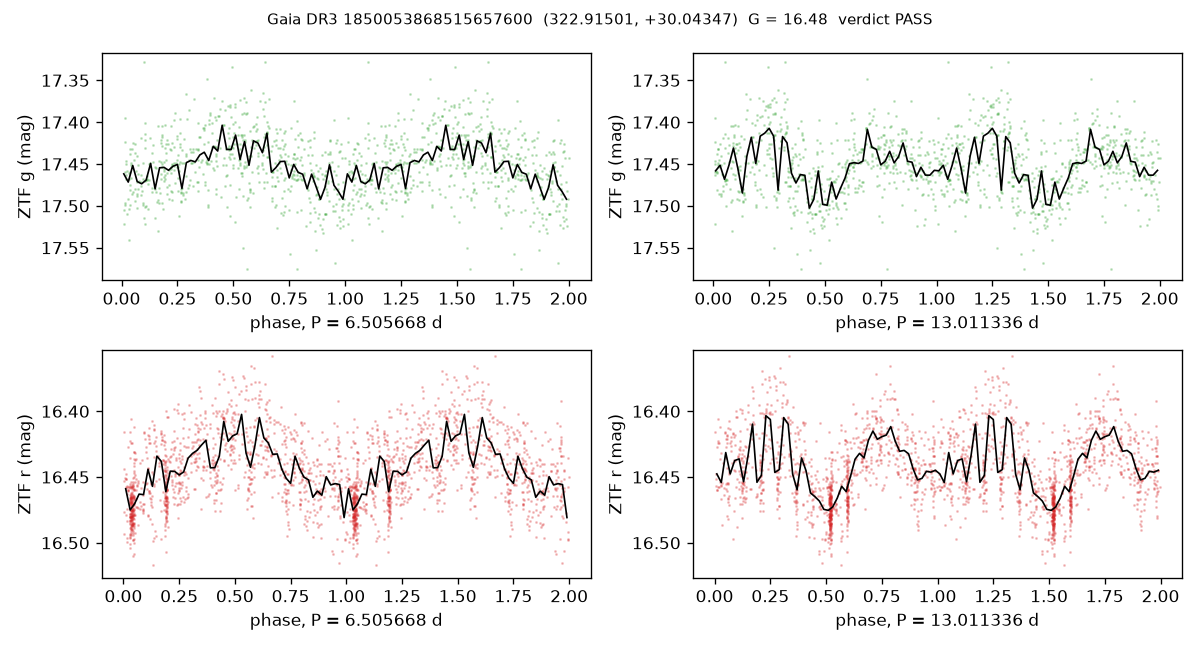 Gaia DR3 1850053868515657600 (322.91501, +30.04347) G = 16.48 verdict PASS
ZTF g (mag)
17.35
17.40
17.45
17.50
17.55
0.00 0.25 0.50 0.75 1.00 1.25 1.50 1.75 2.00
phase, P = 6.505668 d
ZTF g (mag)
17.35
17.40
17.45
17.50
17.55
0.00 0.25 0.50 0.75 1.00 1.25 1.50 1.75 2.00
phase, P = 13.011336 d
ZTF r (mag)
16.40
16.45
16.50
0.00 0.25 0.50 0.75 1.00 1.25 1.50 1.75 2.00
phase, P = 6.505668 d
ZTF r (mag)
16.40
16.45
16.50
0.00 0.25 0.50 0.75 1.00 1.25 1.50 1.75 2.00
phase, P = 13.011336 d